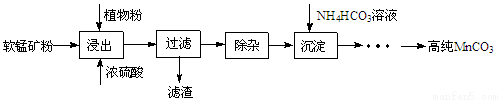 植物粉
NH4HCO3溶液
软锰矿粉
浸出
过滤
除杂
沉淀
高纯MnCO3
浓硫酸
滤渣